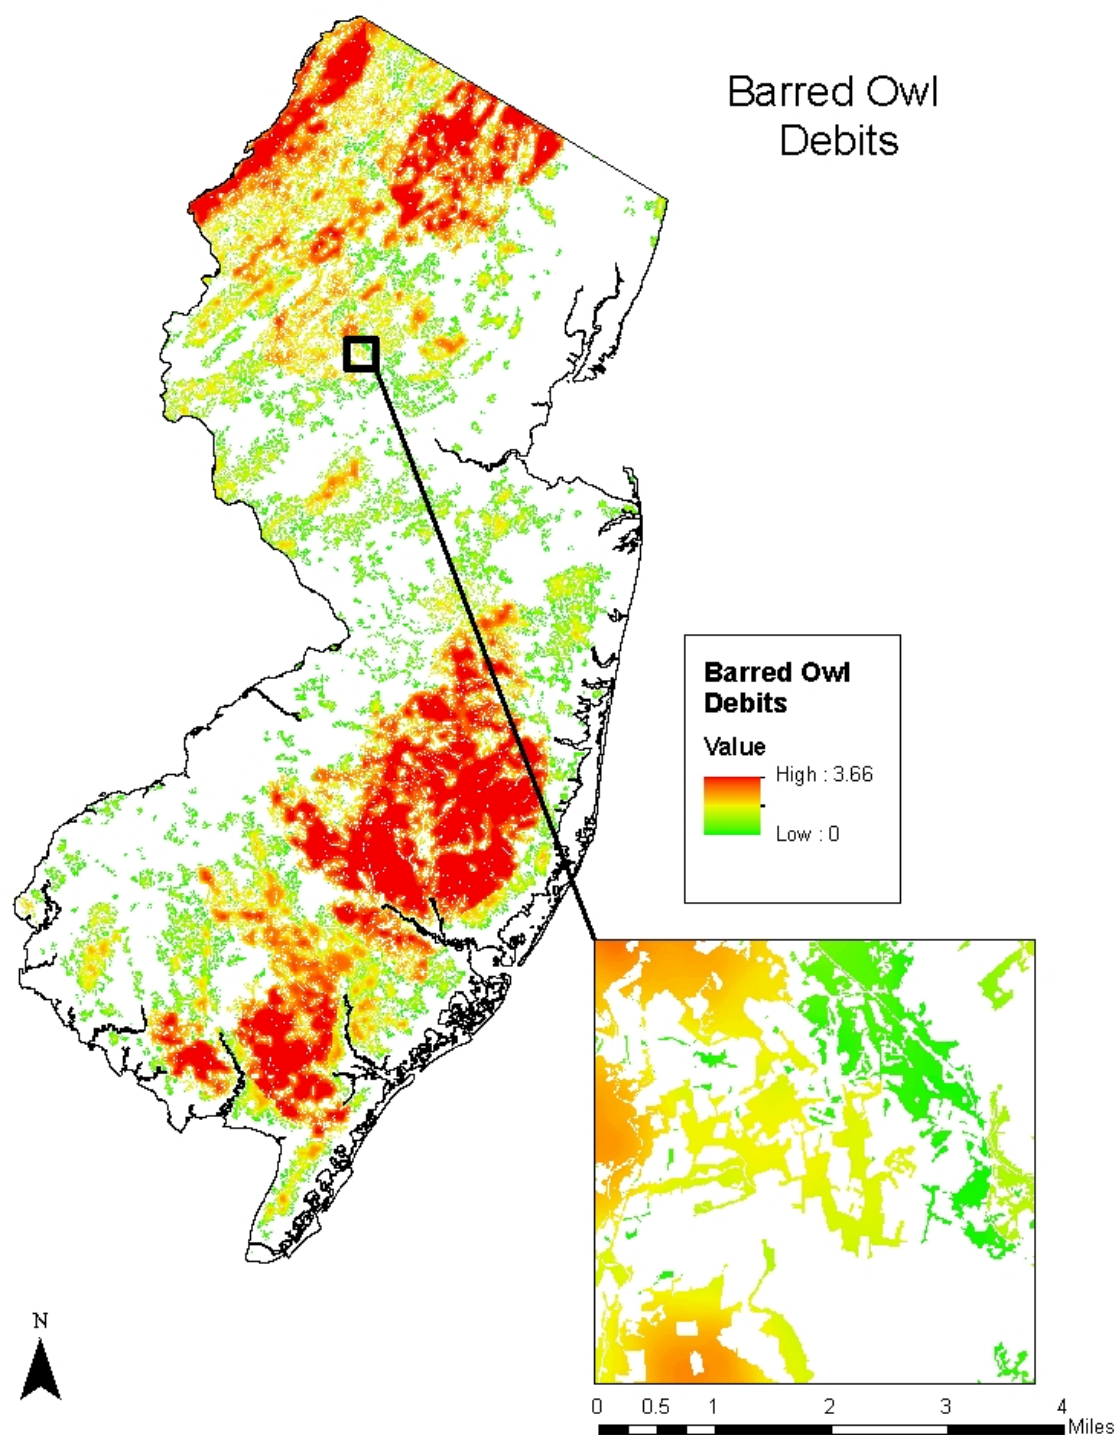 Barred Owl
Debits
Barred Owl
Debits
Value
High : 3.66
Low : 0
N
0 0.5 1 2 3 4
Miles